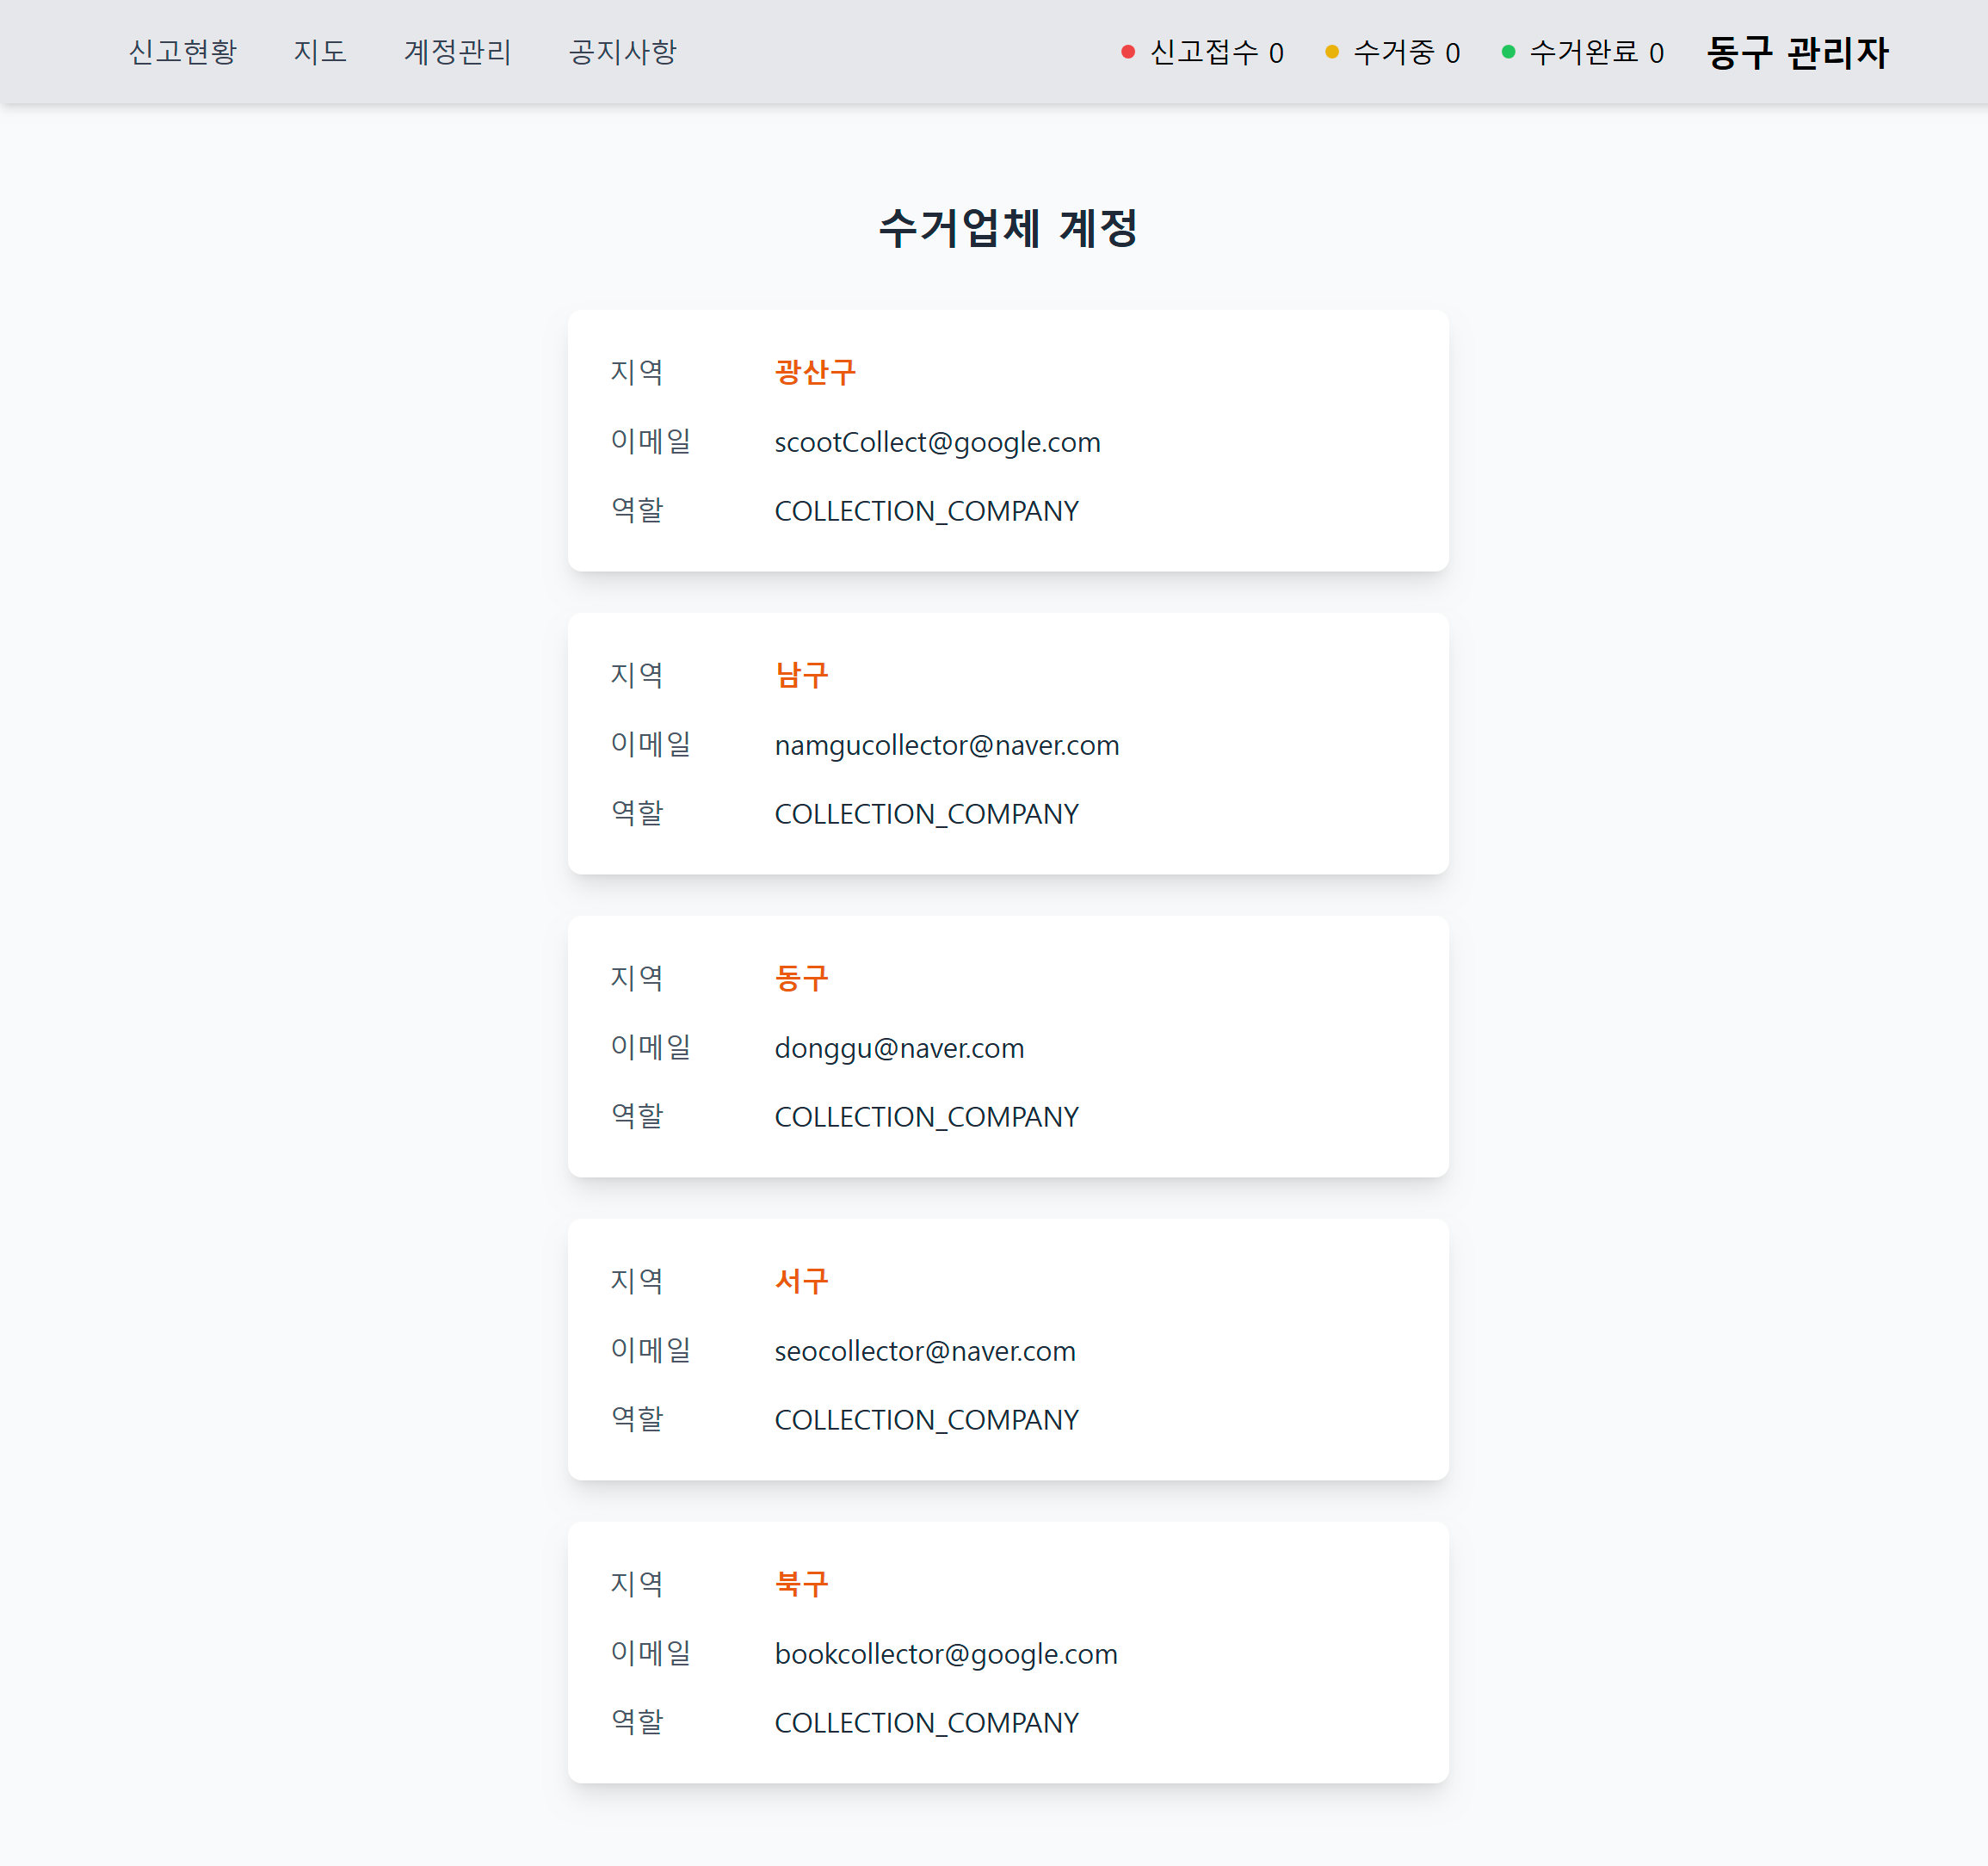 신고현황 지도 계정관리 공지사항 신고접수 0 수거중 0 수거완료 0 동구 관리자
수거업체 계정
지역 광산구
이메일 scootCollect@google.com
역할 COLLECTION_COMPANY
지역 남구
이메일 namgucollector@naver.com
역할 COLLECTION_COMPANY
지역 동구
이메일 donggu@naver.com
역할 COLLECTION_COMPANY
지역 서구
이메일 seocollector@naver.com
역할 COLLECTION_COMPANY
지역 북구
이메일 bookcollector@google.com
역할 COLLECTION_COMPANY